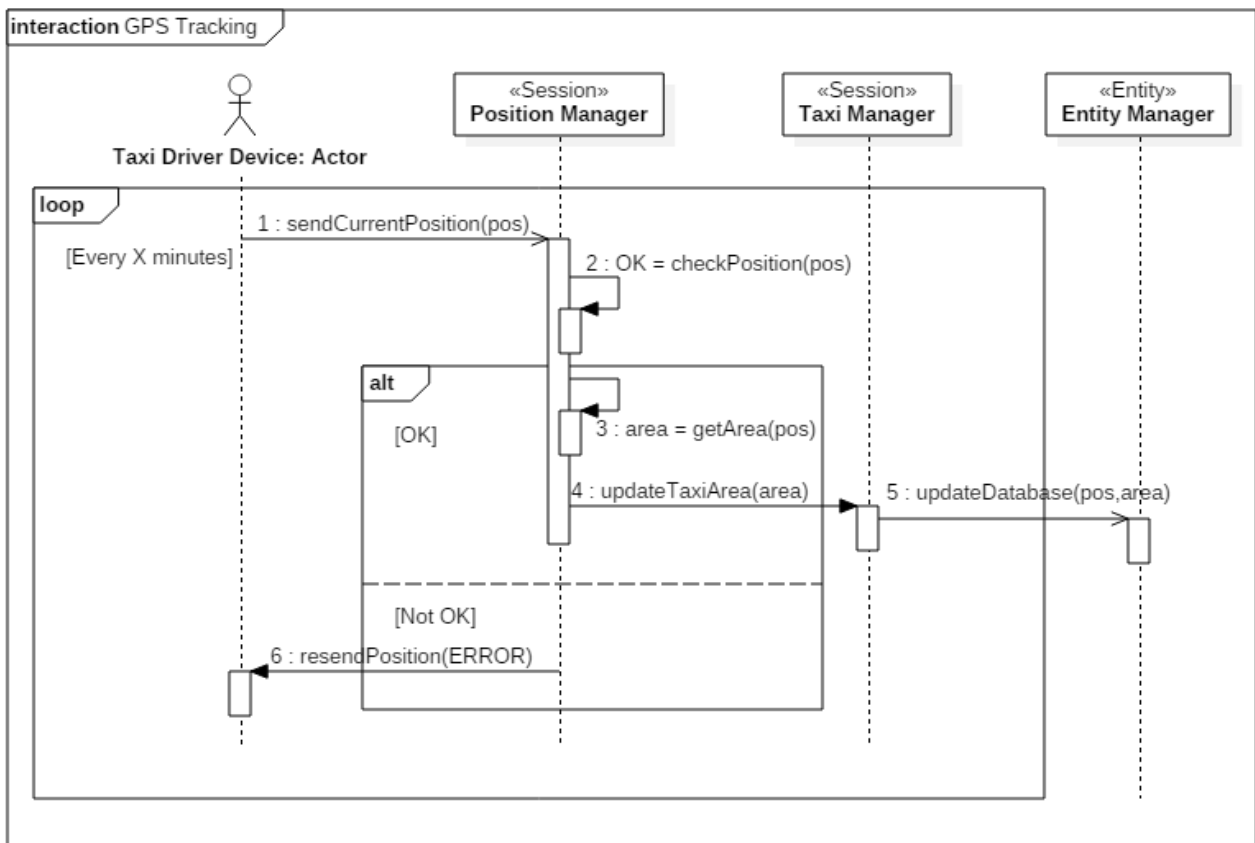 interaction GPS Tracking
«Session»
Position Manager
«Session»
Taxi Manager
«Entity»
Entity Manager
Taxi Driver Device: Actor
loop
[Every X minutes]
1 : sendCurrentPosition(pos)
2 : OK = checkPosition(pos)
alt
[OK]
3 : area = getArea(pos)
4 : updateTaxiArea(area)
5 : updateDatabase(pos,area)
[Not OK]
6 : resendPosition(ERROR)